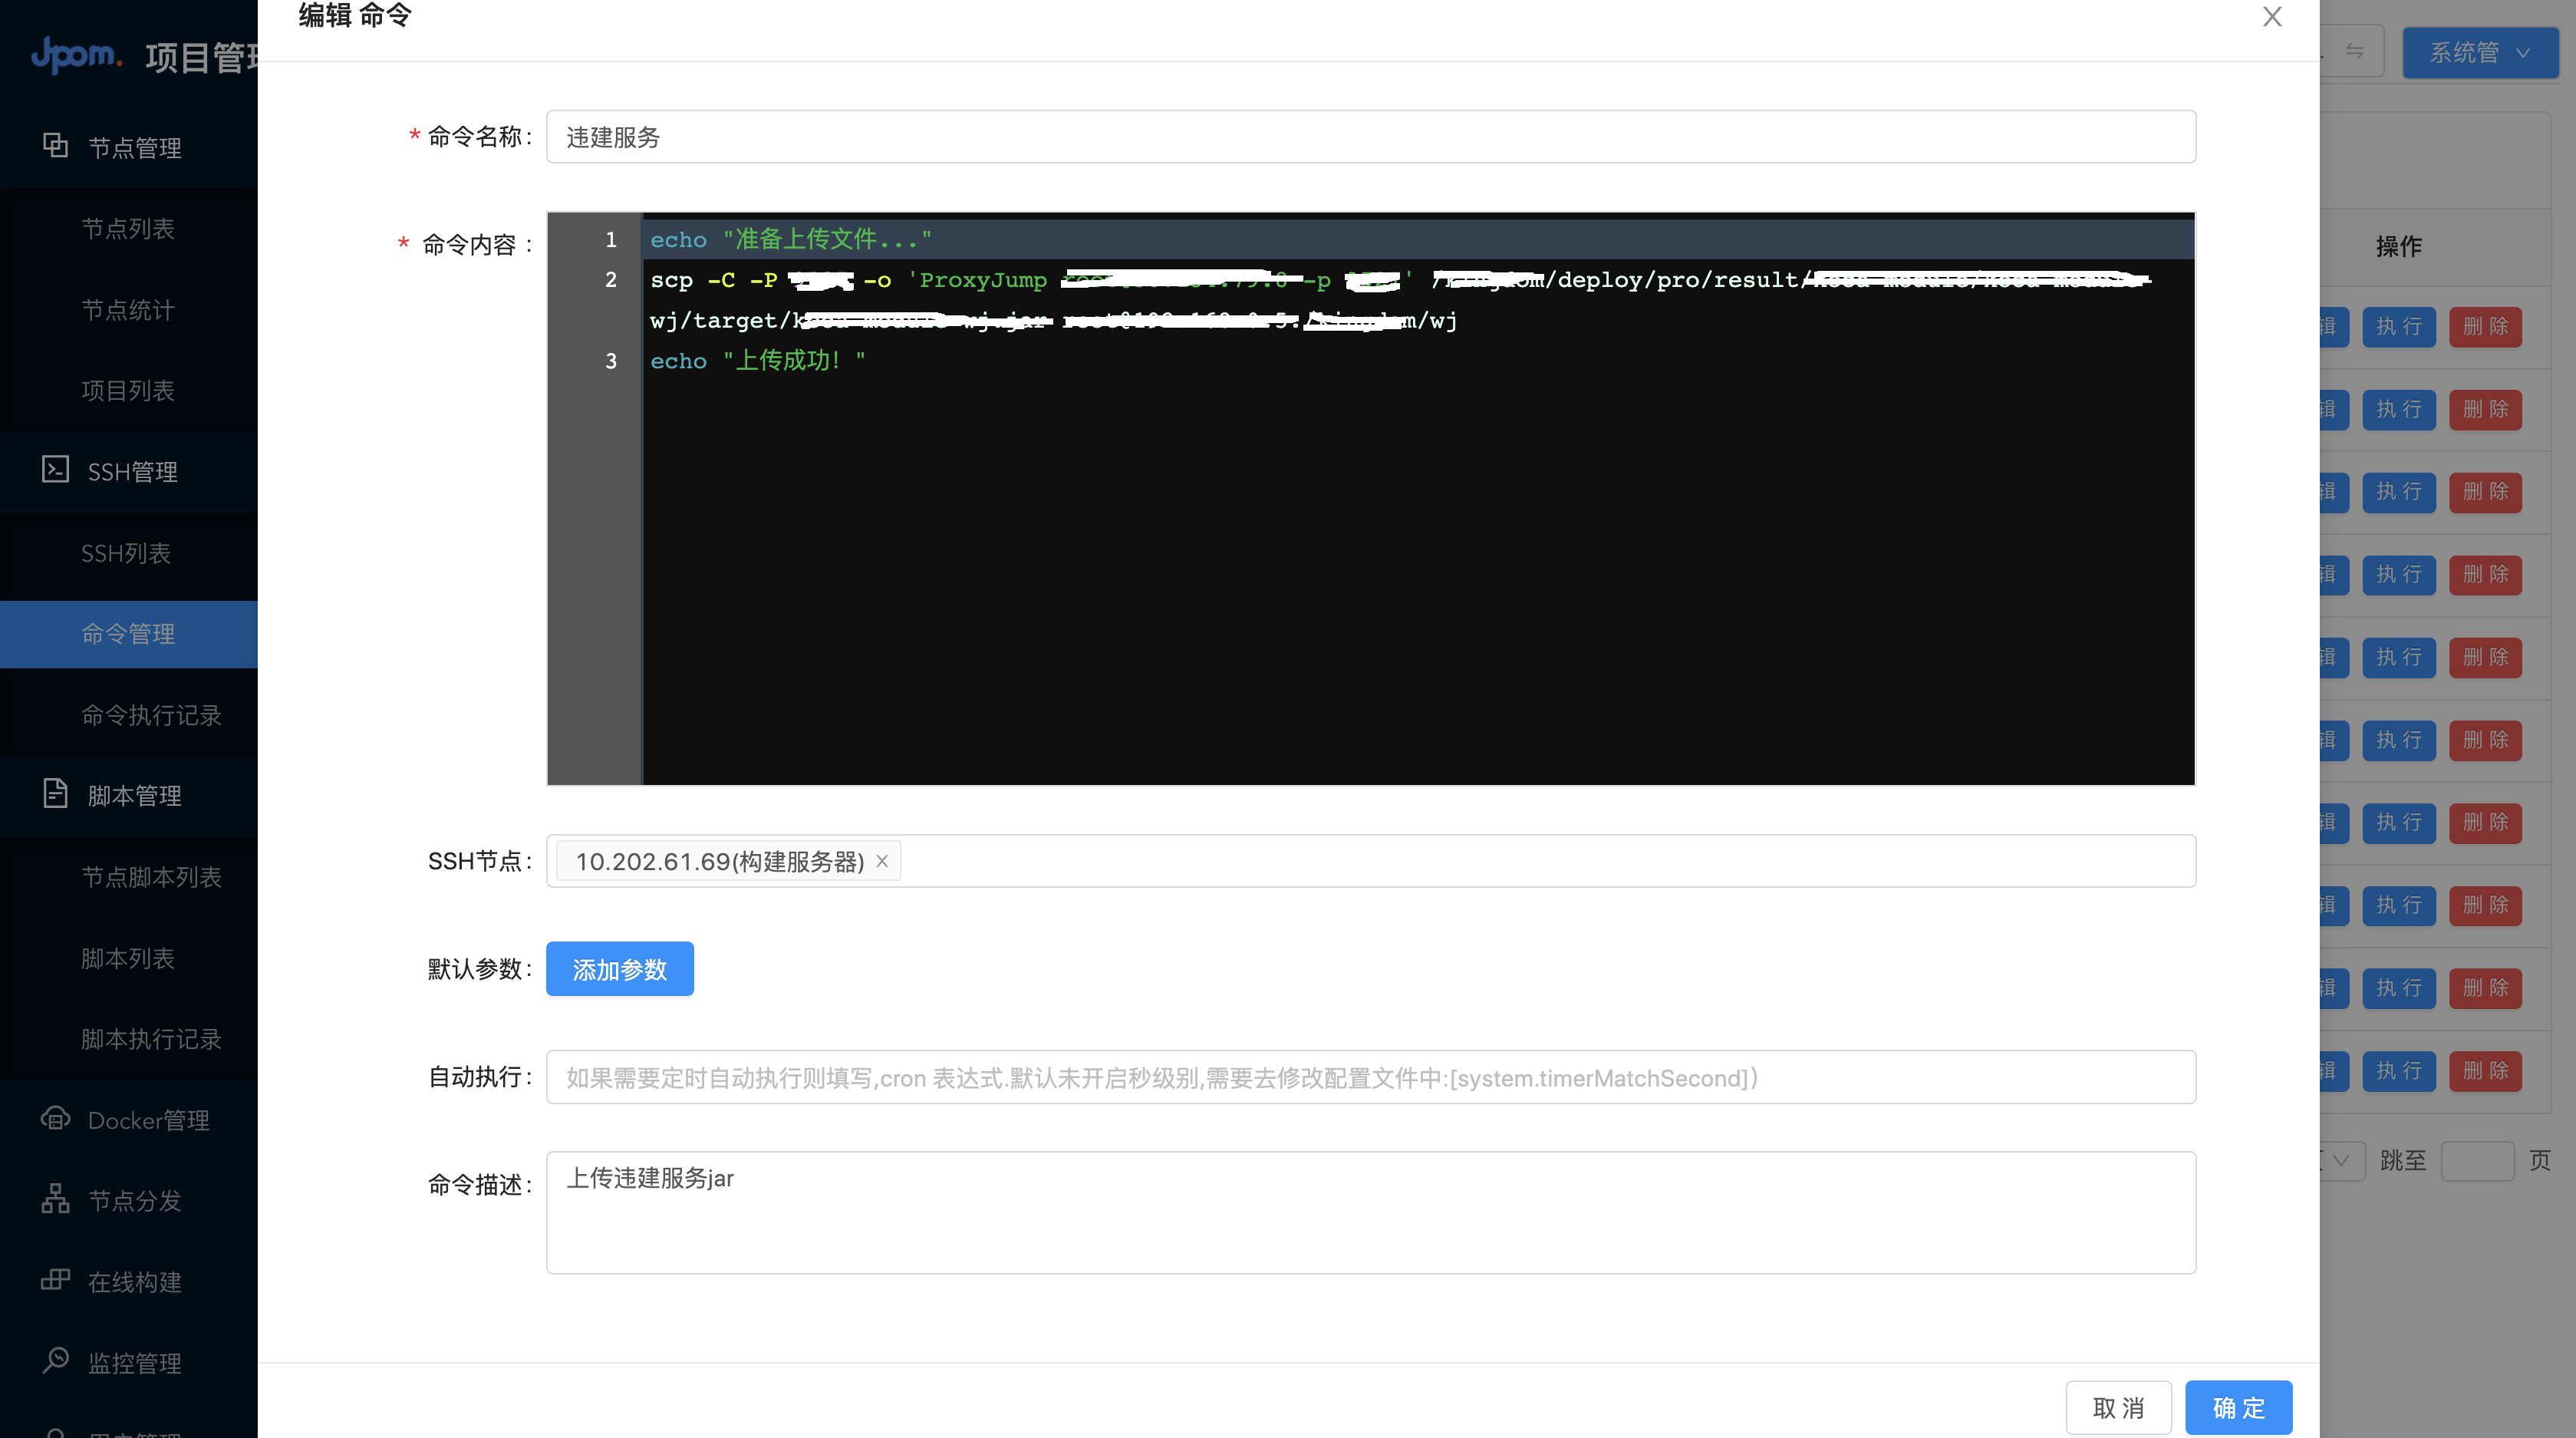 Jpom. 项目管理
节点管理
节点列表
节点统计
项目列表
SSH管理
SSH列表
命令管理
命令执行记录
脚本管理
节点脚本列表
脚本列表
脚本执行记录
Docker管理
节点分发
在线构建
监控管理
编辑 命令
* 命令名称:
违建服务
* 命令内容 :
1 echo "准备上传文件..."
2 scp -C -P -o 'ProxyJump -p ' /deploy/pro/result/
wj/target/ /wj
3 echo "上传成功! "
SSH节点:
10.202.61.69(构建服务器)
默认参数:
添加参数
自动执行:
如果需要定时自动执行则填写,cron 表达式.默认未开启秒级别,需要去修改配置文件中:[system.timerMatchSecond])
命令描述:
上传违建服务jar
取 消
确 定
系统管
操作
辑 执 行 删 除
辑 执 行 删 除
辑 执 行 删 除
辑 执 行 删 除
辑 执 行 删 除
辑 执 行 删 除
辑 执 行 删 除
辑 执 行 删 除
辑 执 行 删 除
辑 执 行 删 除
跳至 页